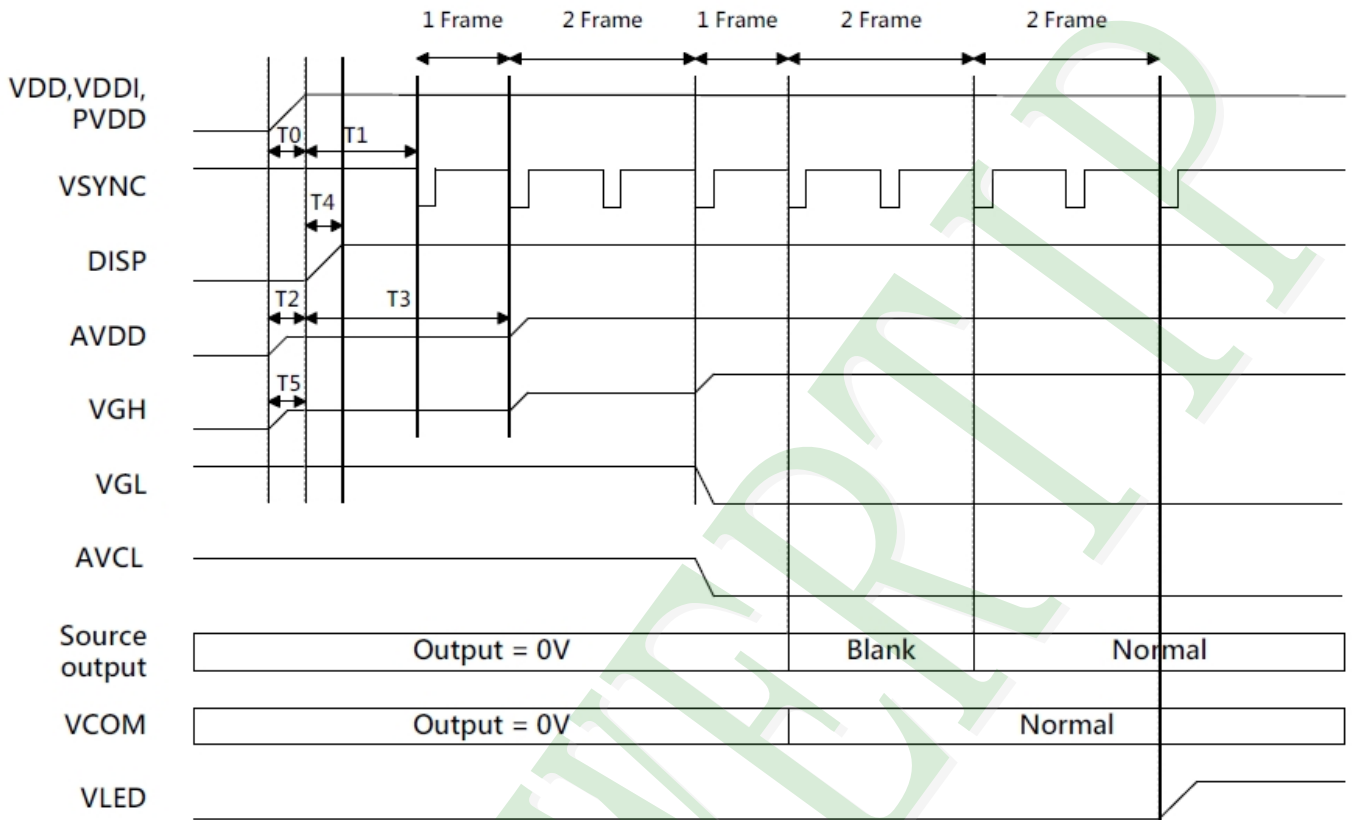 1 Frame 2 Frame 1 Frame 2 Frame 2 Frame
VDD,VDDI,
PVDD
T0 T1
VSYNC
T4
DISP
T2 T3
AVDD
T5
VGH
VGL
AVCL
Source
output
Output = 0V Blank Normal
VCOM Output = 0V Normal
VLED